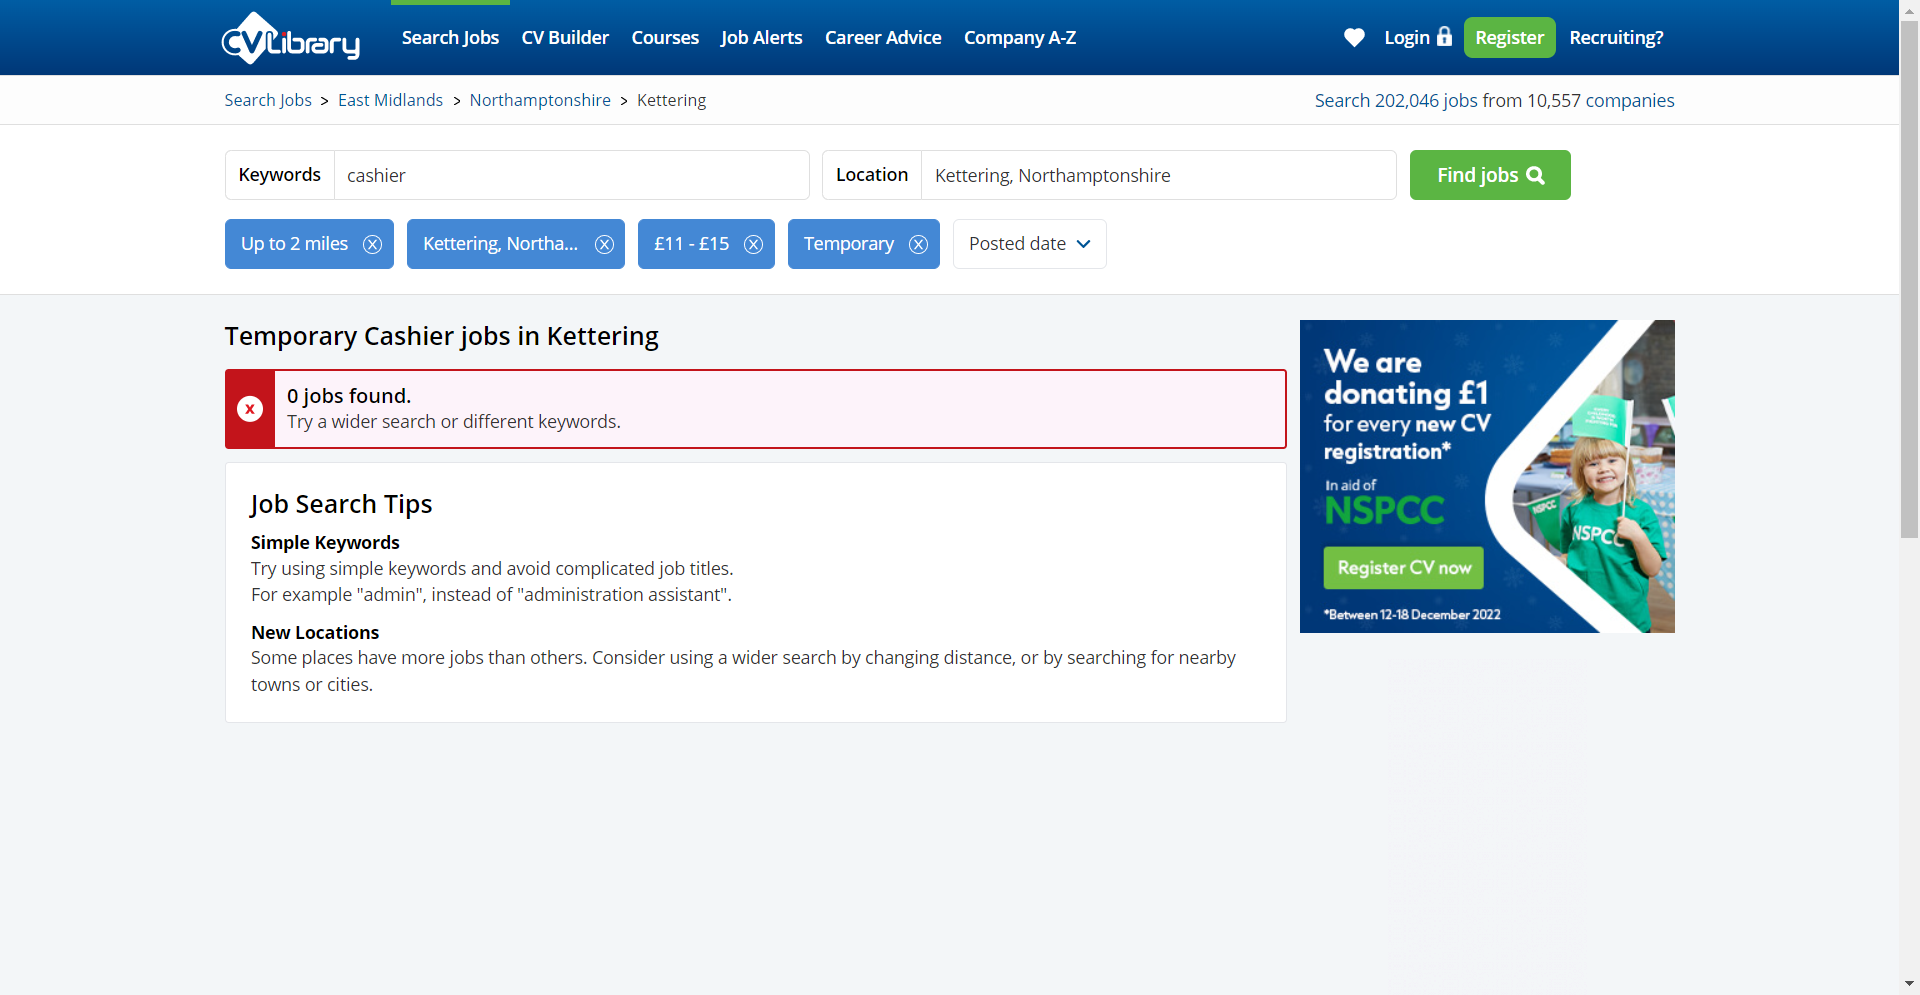 CVLibrary
Search Jobs CV Builder Courses Job Alerts Career Advice Company A-Z Login Register Recruiting?
Search Jobs > East Midlands > Northamptonshire > Kettering
Search 202,046 jobs from 10,557 companies
Keywords cashier
Location Kettering, Northamptonshire
Find jobs
Up to 2 miles
Kettering, Northa...
£11 - £15
Temporary
Posted date
Temporary Cashier jobs in Kettering
0 jobs found.
Try a wider search or different keywords.
Job Search Tips
Simple Keywords
Try using simple keywords and avoid complicated job titles.
For example "admin", instead of "administration assistant".
New Locations
Some places have more jobs than others. Consider using a wider search by changing distance, or by searching for nearby
towns or cities.
We are
donating £1
for every new CV
registration*
In aid of
NSPCC
Register CV now
*Between 12-18 December 2022
NSPCC
NSPCC